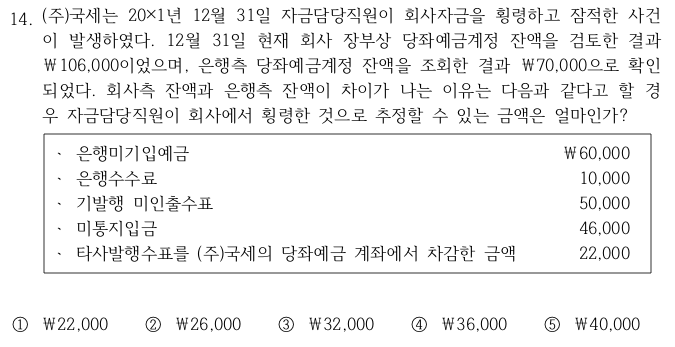 14. (주)국세는 20×1년 12월 31일 자금담당직원이 회사자금을 횡령하고 잠적한 사건
이 발생하였다. 12월 31일 현재 회사 장부상 당좌예금계정 잔액을 검토한 결과
₩106,000이었으며, 은행측 당좌예금계정 잔액을 조회한 결과 ₩70,000으로 확인
되었다. 회사측 잔액과 은행측 잔액이 차이가 나는 이유는 다음과 같다고 할 경
우 자금담당직원이 회사에서 횡령한 것으로 추정할 수 있는 금액은 얼마인가?
· 은행미기입예금 ₩60,000
· 은행수수료 10,000
· 기발행 미인출수표 50,000
· 미통지입금 46,000
· 타사발행수표를 (주)국세의 당좌예금 계좌에서 차감한 금액 22,000
① ₩22,000 ② ₩26,000 ③ ₩32,000 ④ ₩36,000 ⑤ ₩40,000